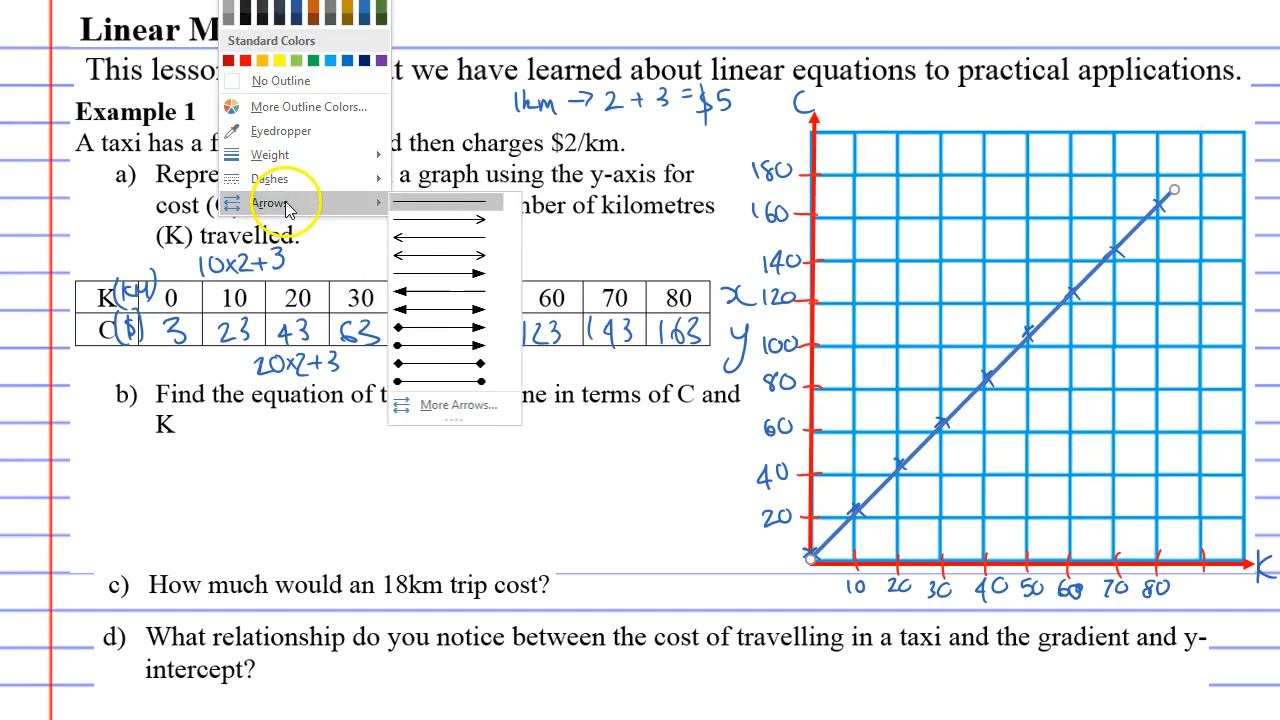 Linear M
This lesson at we have learned about linear equations to practical applications.
Example 1
1km → 2 + 3 = $5
A taxi has a f d then charges $2/km.
a) Repre a graph using the y-axis for
cost ( mber of kilometres
(K) travelled.
10x2+3
K (KM) 0 10 20 30 60 70 80 x
C ($) 3 23 43 63 123 143 163 y
20x2+3
b) Find the equation of t ne in terms of C and
K
c) How much would an 18km trip cost?
d) What relationship do you notice between the cost of travelling in a taxi and the gradient and y-
intercept?
Standard Colors
No Outline
More Outline Colors...
Eyedropper
Weight
Dashes
Arrows
More Arrows...
C
180
160
140
120
100
80
60
40
20
10 20 30 40 50 60 70 80
K